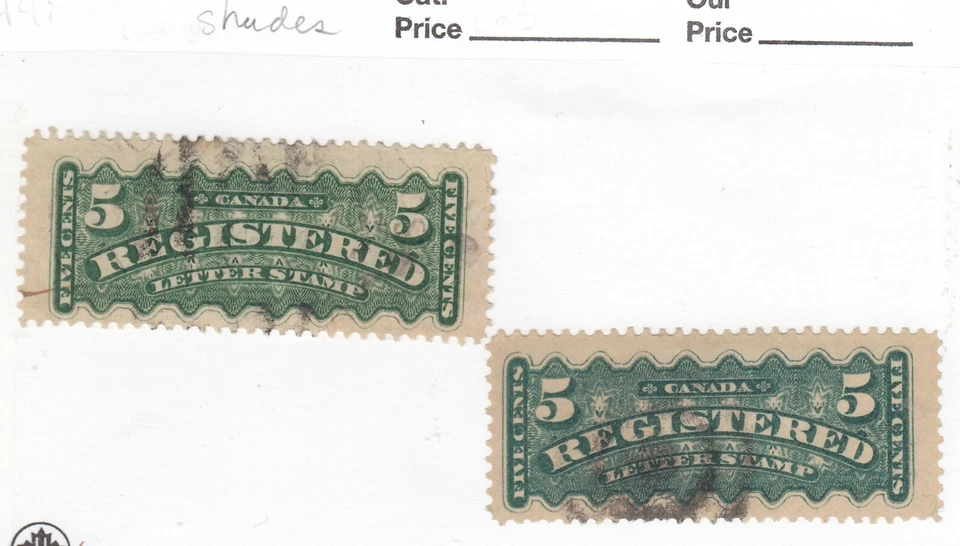 shades
Price
Our
Price
FIVE CENTS
5
CANADA
5
REGISTERED
LETTER STAMP
FIVE CENTS
FIVE CENTS
5
CANADA
5
REGISTERED
LETTER STAMP
FIVE CENTS